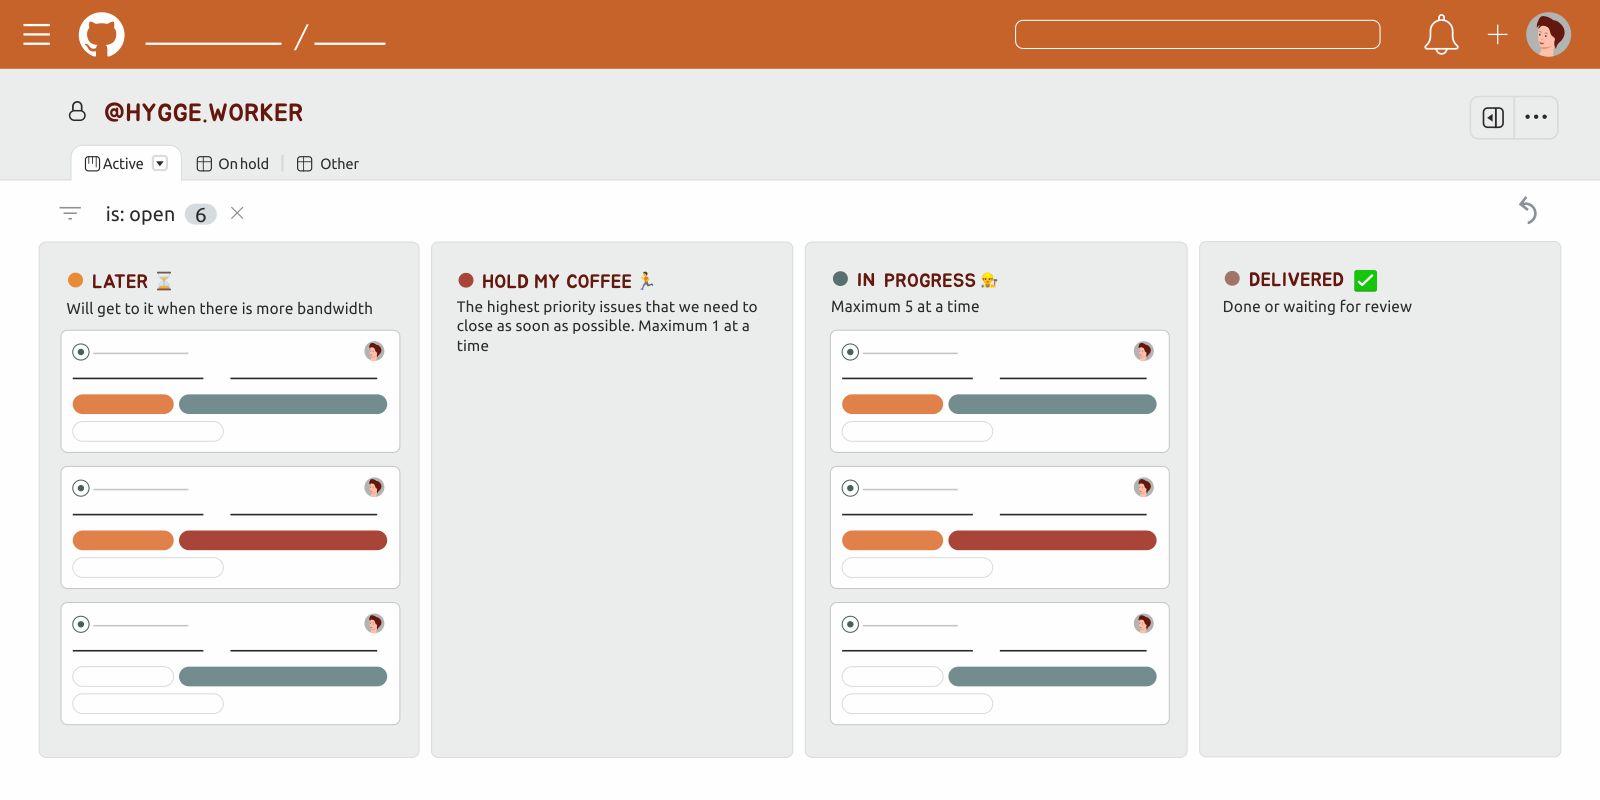 @HYGGE.WORKER
Active
On hold
Other
is: open 6
LATER ⏳
Will get to it when there is more bandwidth
HOLD MY COFFEE 🏃
The highest priority issues that we need to
close as soon as possible. Maximum 1 at a
time
IN PROGRESS 👷
Maximum 5 at a time
DELIVERED ✅
Done or waiting for review